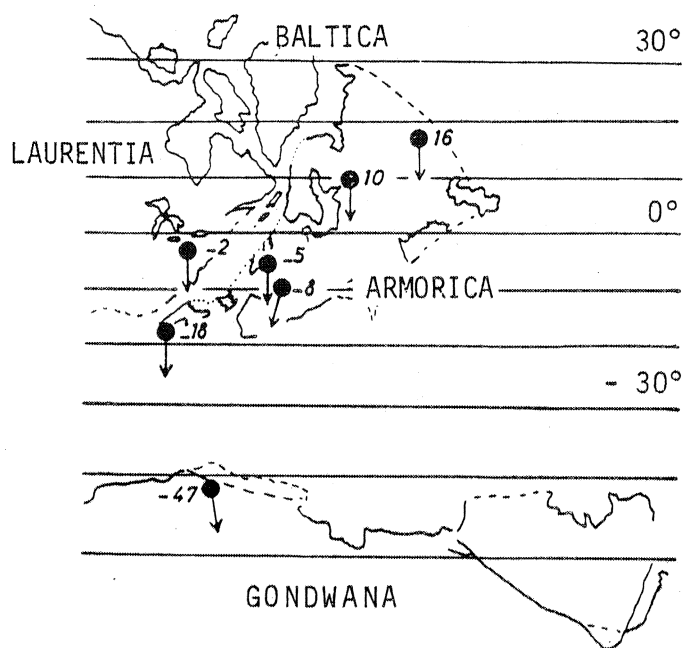 BALTICA
30°
16
LAURENTIA
10
0°
-2
-5
-8
ARMORICA
-18
- 30°
-47
GONDWANA